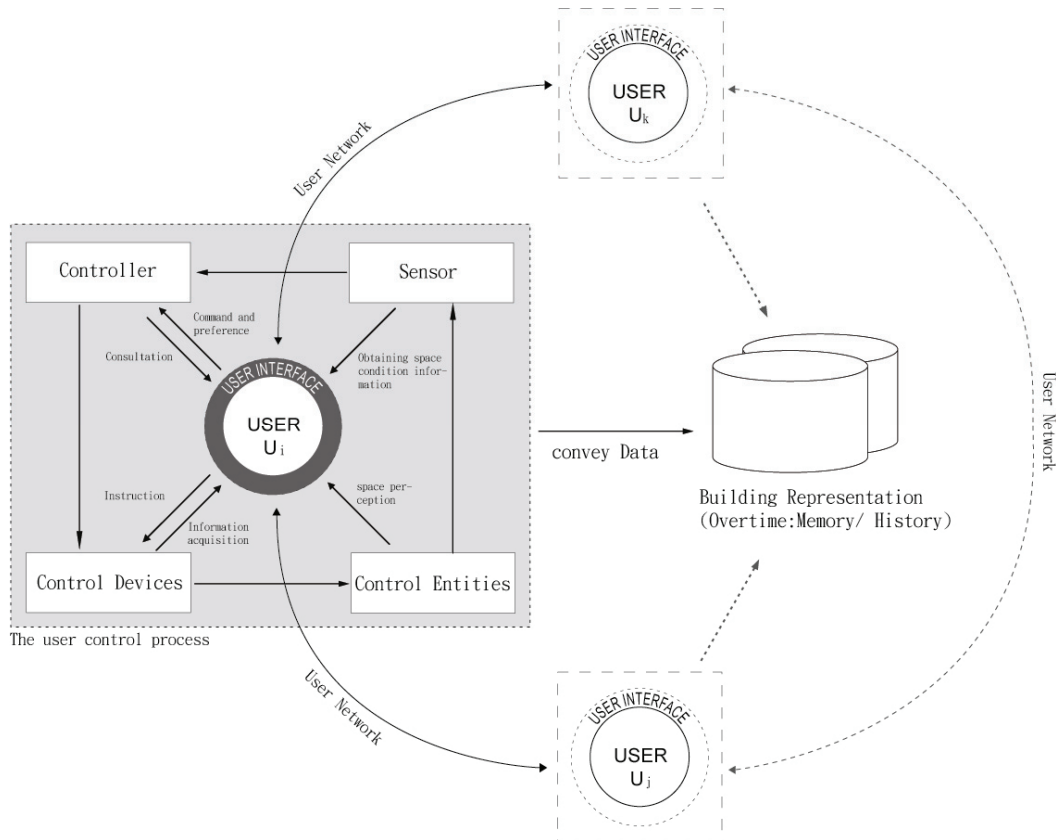 USER INTERFACE
USER
Uk
User Network
Controller
Sensor
Command and
preference
Consultation
Obtaining space
condition infor-
mation
USER INTERFACE
USER
Ui
convey Data
Building Representation
(Overtime:Memory/ History)
User Network
Instruction
Information
acquisition
space per-
ception
Control Devices
Control Entities
The user control process
User Network
USER INTERFACE
USER
Uj